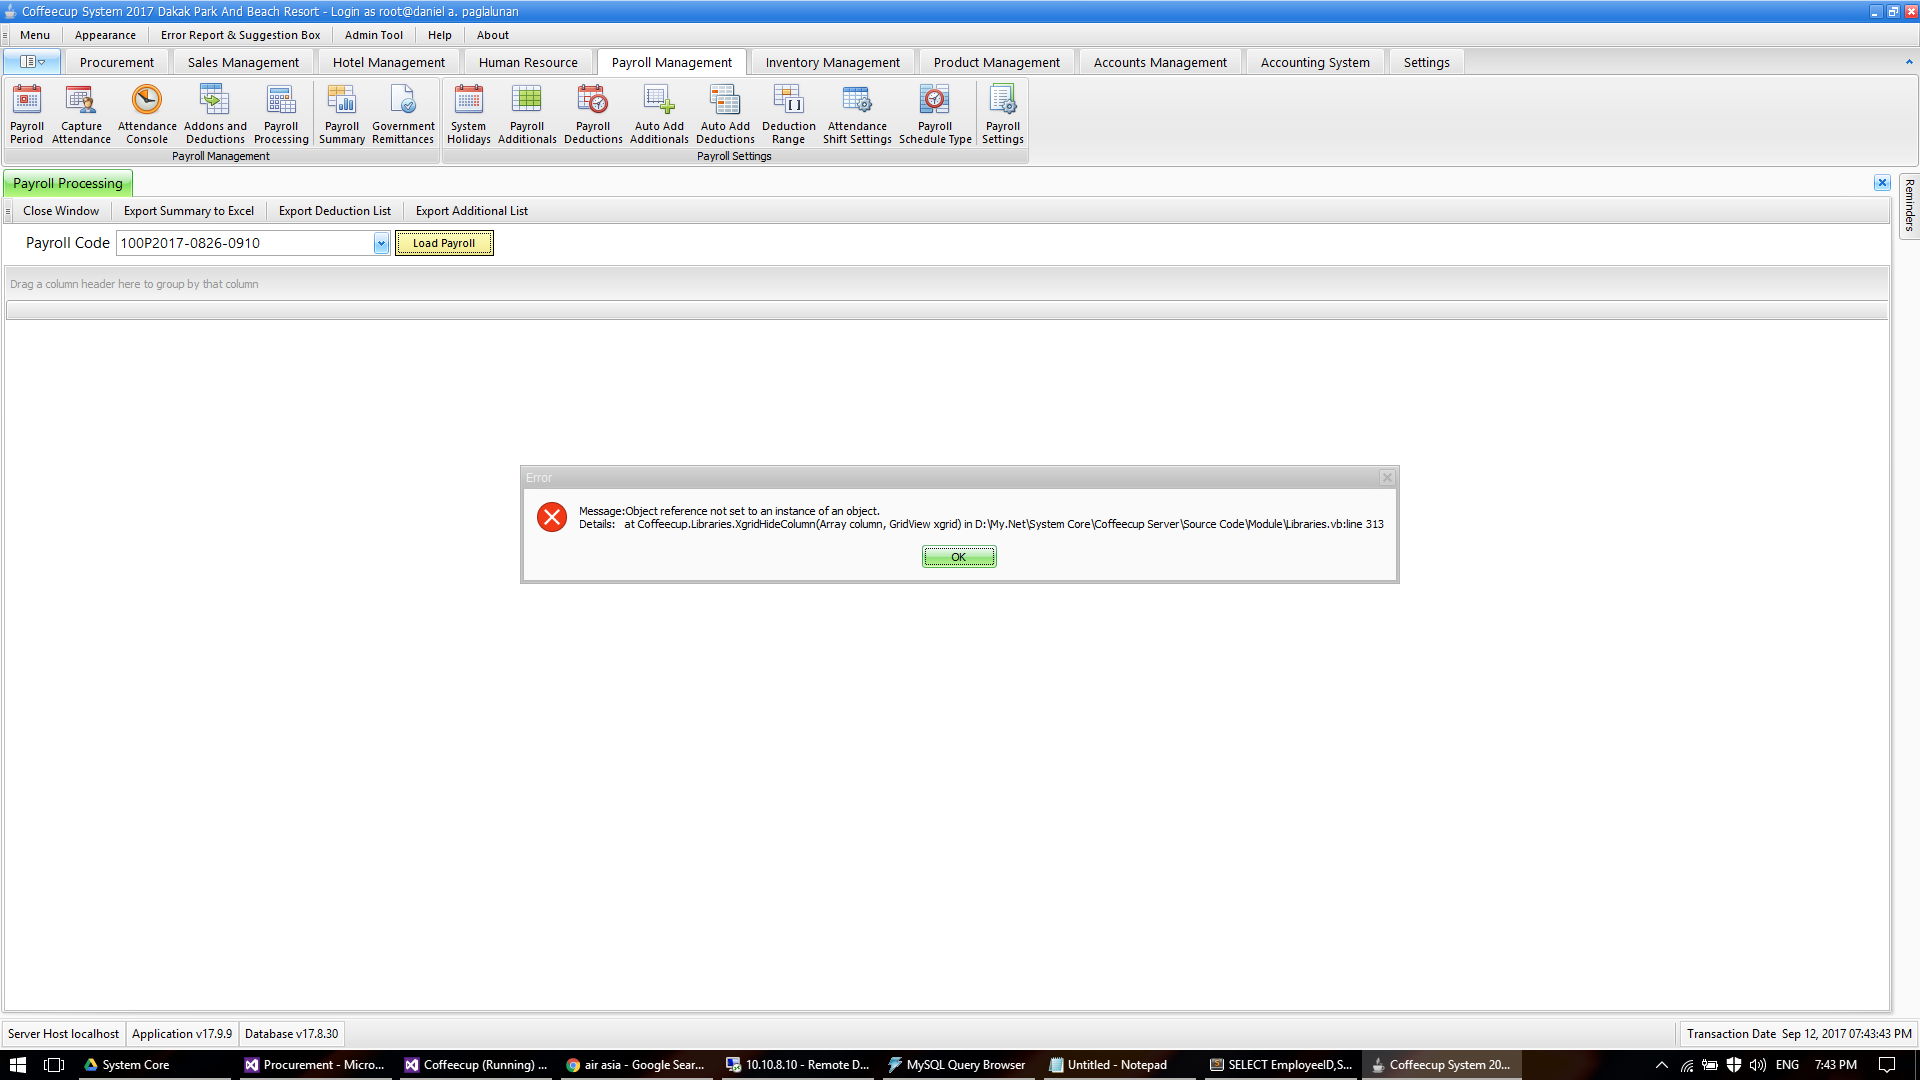 Coffeecup System 2017 Dakak Park And Beach Resort - Login as root@daniel a. paglalunan
Menu Appearance Error Report & Suggestion Box Admin Tool Help About
Procurement Sales Management Hotel Management Human Resource Payroll Management Inventory Management Product Management Accounts Management Accounting System Settings
Payroll Period
Capture Attendance
Attendance Console
Addons and Deductions
Payroll Processing
Payroll Summary
Government Remittances
System Holidays
Payroll Additionals
Payroll Deductions
Auto Add Additionals
Auto Add Deductions
Deduction Range
Attendance Shift Settings
Payroll Schedule Type
Payroll Settings
Payroll Management Payroll Settings
Payroll Processing
Reminders
Close Window Export Summary to Excel Export Deduction List Export Additional List
Payroll Code 100P2017-0826-0910 Load Payroll
Drag a column header here to group by that column
Error
Message:Object reference not set to an instance of an object.
Details: at Coffeecup.Libraries.XgridHideColumn(Array column, GridView xgrid) in D:\My.Net\System Core\Coffeecup Server\Source Code\Module\Libraries.vb:line 313
OK
Server Host localhost Application v17.9.9 Database v17.8.30 Transaction Date Sep 12, 2017 07:43:43 PM
System Core Procurement - Micro... Coffeecup (Running) ... air asia - Google Sear... 10.10.8.10 - Remote D... MySQL Query Browser Untitled - Notepad SELECT EmployeeID,S... Coffeecup System 20... ENG 7:43 PM